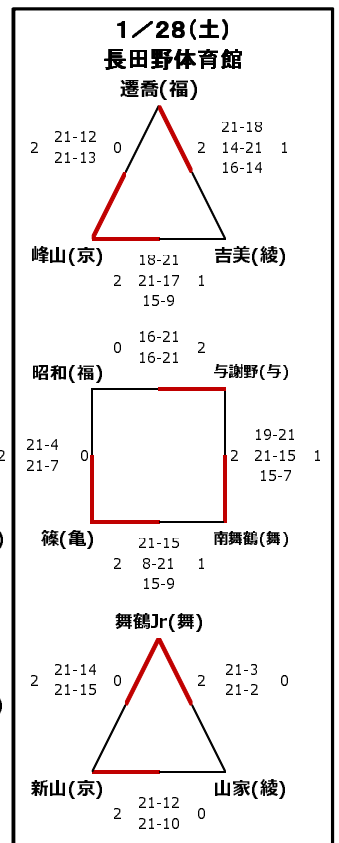 1／28(土)
長田野体育館
遷喬(福)
2 21-12 0 2 21-18 1
21-13 14-21
16-14
峰山(京) 吉美(綾)
18-21
2 21-17 1
15-9
0 16-21 2
16-21
昭和(福) 与謝野(与)
2 21-4 0 2 19-21 1
21-7 21-15
15-7
篠(亀) 南舞鶴(舞)
21-15
2 8-21 1
15-9
舞鶴Jr(舞)
2 21-14 0 2 21-3 0
21-15 21-2
新山(京) 山家(綾)
2 21-12 0
21-10